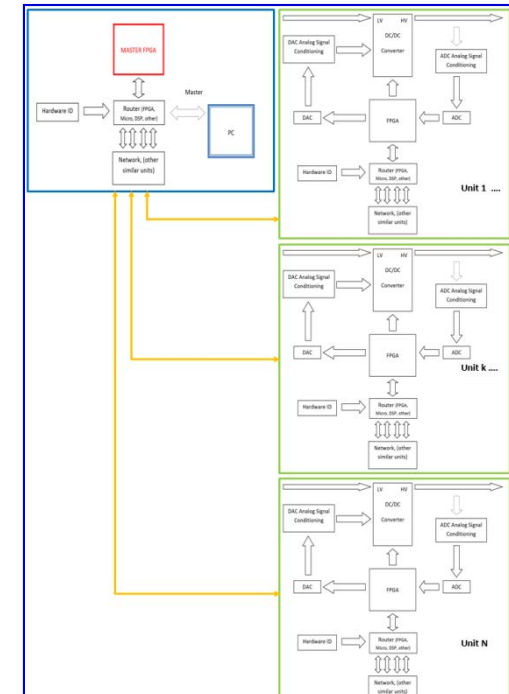 MASTER FPGA
Master
Hardware ID
Router (FPGA,
Micro, DSP, other)
PC
Network, (other
similar units)
LV HV
DAC Analog Signal
Conditioning
DC/DC
Converter
ADC Analog Signal
Conditioning
DAC
FPGA
ADC
Hardware ID
Router (FPGA,
Micro, DSP, other)
Unit 1 ....
Network, (other
similar units)
LV HV
DAC Analog Signal
Conditioning
DC/DC
Converter
ADC Analog Signal
Conditioning
DAC
FPGA
ADC
Unit k ....
Hardware ID
Router (FPGA,
Micro, DSP, other)
Network, (other
similar units)
LV HV
DAC Analog Signal
Conditioning
DC/DC
Converter
ADC Analog Signal
Conditioning
DAC
FPGA
ADC
Hardware ID
Router (FPGA,
Micro, DSP, other)
Unit N
Network, (other
similar units)